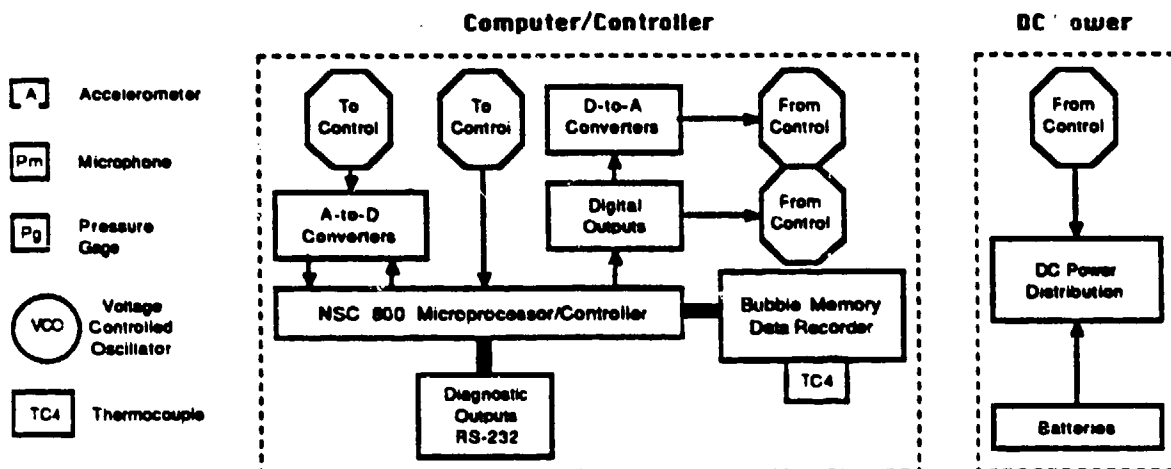 Computer/Controller
DC Power
A
Accelerometer
Pm
Microphone
Pg
Pressure
Gage
VCO
Voltage
Controlled
Oscillator
TC4
Thermocouple
To
Control
To
Control
D-to-A
Converters
From
Control
A-to-D
Converters
Digital
Outputs
From
Control
NSC 800 Microprocessor/Controller
Bubble Memory
Data Recorder
TC4
Diagnostic
Outputs
RS-232
From
Control
DC Power
Distribution
Batteries